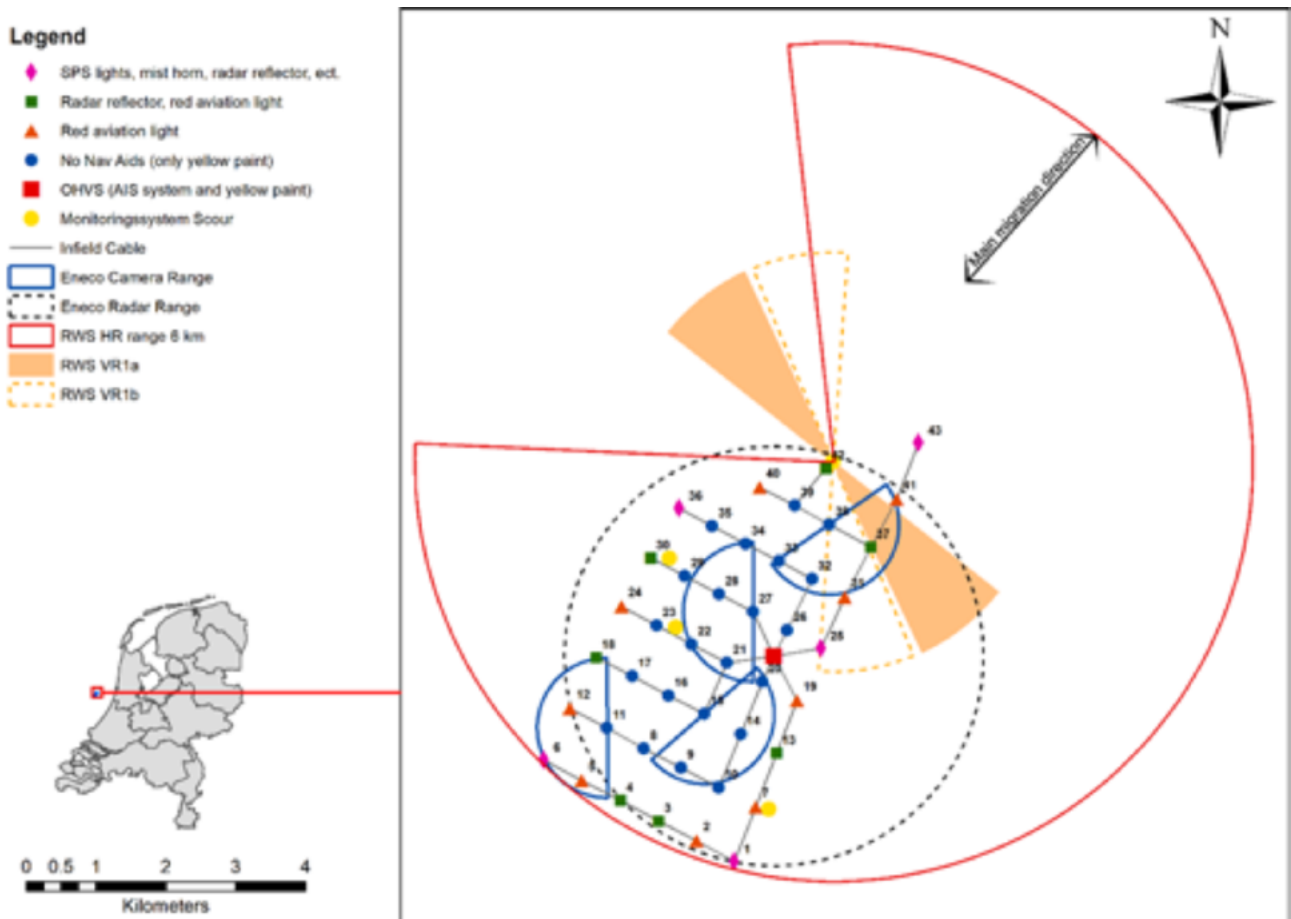 Legend
SPS lights, mist horn, radar reflector, ect.
Radar reflector, red aviation light
Red aviation light
No Nav Aids (only yellow paint)
OHVS (AIS system and yellow paint)
Monitoringssystem Scour
Infield Cable
Eneco Camera Range
Eneco Radar Range
RWS HR range 6 km
RWS VR1a
RWS VR1b
N
Main migration direction
43
42
40
41
36
39
38
35
34
37
30
33
32
29
28
31
24
27
23
26
22
25
18
21
20
17
19
16
12
15
11
14
13
8
6
9
5
10
4
7
3
2
1
0 0.5 1 2 3 4
Kilometers